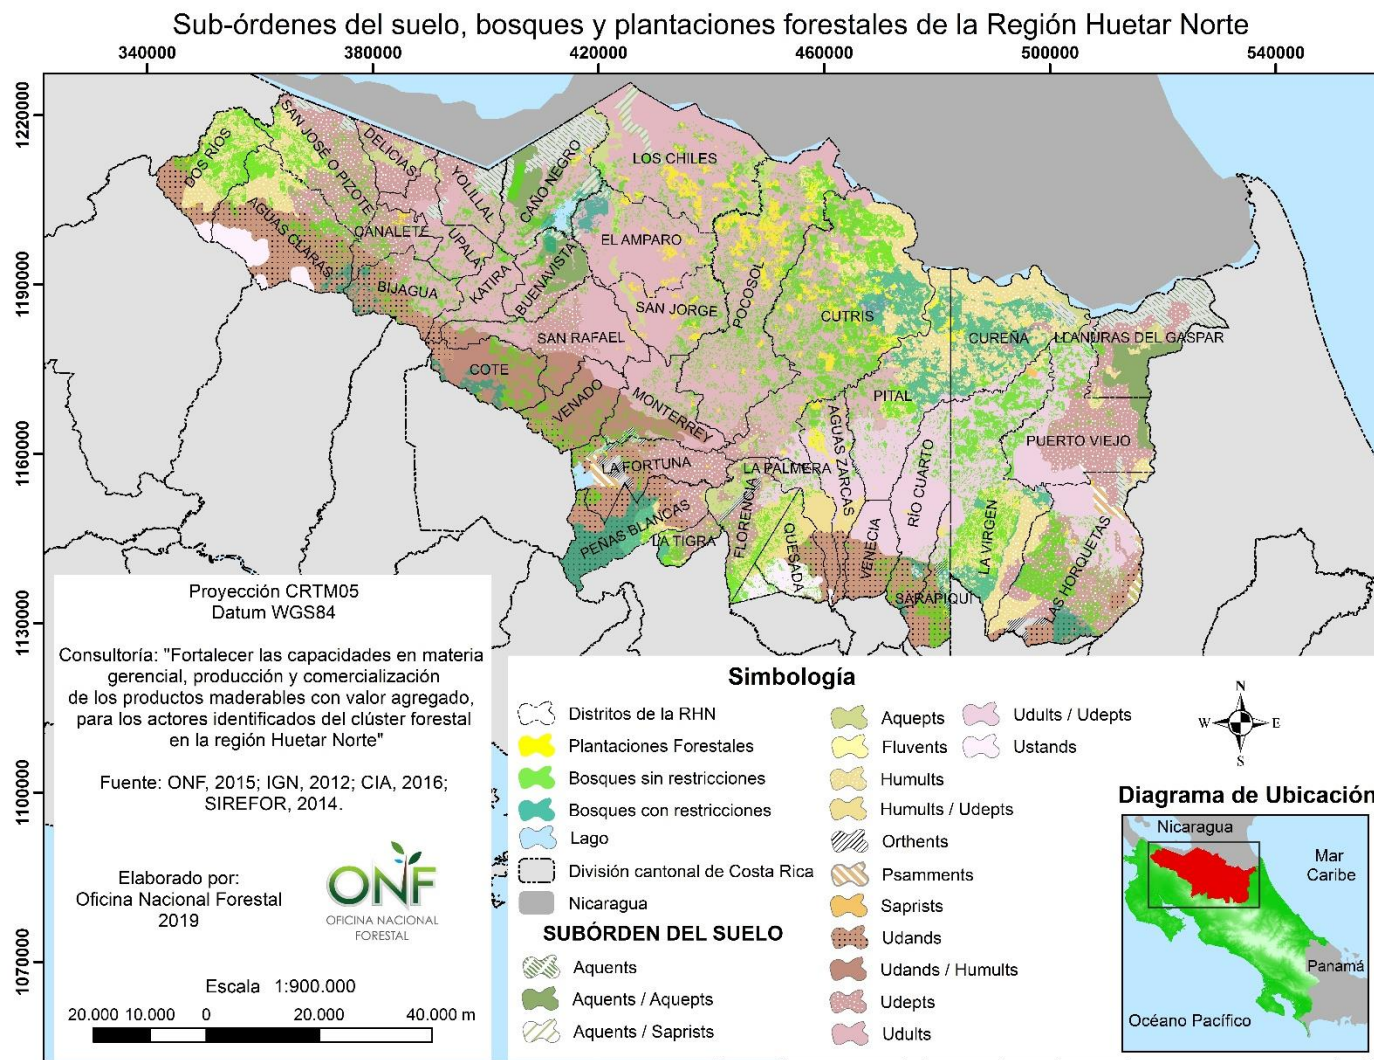 Sub-órdenes del suelo, bosques y plantaciones forestales de la Región Huetar Norte
340000 380000 420000 460000 500000 540000
1220000
1190000
1160000
1130000
1100000
1070000
DOS RIOS
SAN JOSÉ O PIZOTE
DELICIAS
YOLILLAL
CAÑO NEGRO
LOS CHILES
AGUAS CLARAS
CANALETE
UPALA
BIJAGUA
KATIRA
BUENAVISTA
EL AMPARO
SAN JORGE
POCOSOL
CUTRIS
CUREÑA
LLANURAS DEL GASPAR
SAN RAFAEL
COTE
VENADO
MONTERREY
PITAL
PUERTO VIEJO
LA FORTUNA
LA PALMERA
AGUAS ZARCAS
RÍO CUARTO
PEÑAS BLANCAS
LA TIGRA
FLORENCIA
QUESADA
VENECIA
SARAPIQUI
LA VIRGEN
LAS HORQUETAS
Proyección CRTM05
Datum WGS84
Consultoría: "Fortalecer las capacidades en materia
gerencial, producción y comercialización
de los productos maderables con valor agregado,
para los actores identificados del clúster forestal
en la región Huetar Norte"
Fuente: ONF, 2015; IGN, 2012; CIA, 2016;
SIREFOR, 2014.
Elaborado por:
Oficina Nacional Forestal
2019
ONF
OFICINA NACIONAL
FORESTAL
Escala 1:900.000
20.000 10.000 0 20.000 40.000 m
Simbología
Distritos de la RHN
Plantaciones Forestales
Bosques sin restricciones
Bosques con restricciones
Lago
División cantonal de Costa Rica
Nicaragua
SUBÓRDEN DEL SUELO
Aquents
Aquents / Aquepts
Aquents / Saprists
Aquepts
Fluvents
Humults
Humults / Udepts
Orthents
Psamments
Saprists
Udands
Udands / Humults
Udepts
Udults
Udults / Udepts
Ustands
N
W E
S
Diagrama de Ubicación
Nicaragua
Mar
Caribe
Panamá
Océano Pacífico